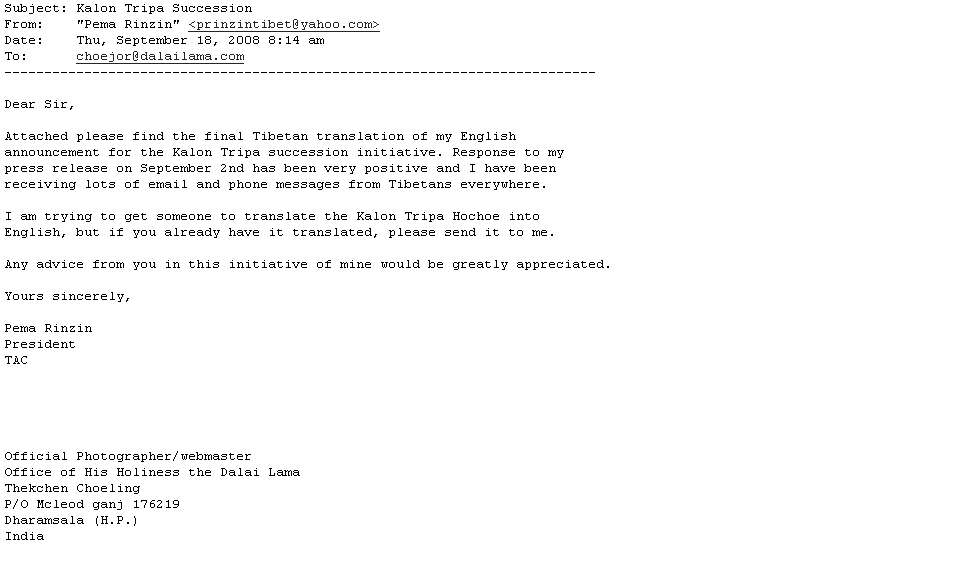 Subject: Kalon Tripa Succession
From: "Pema Rinzin" <prinzintibet@yahoo.com>
Date: Thu, September 18, 2008 8:14 am
To: choejor@dalailama.com
--------------------------------------------------------------------------
Dear Sir,
Attached please find the final Tibetan translation of my English
announcement for the Kalon Tripa succession initiative. Response to my
press release on September 2nd has been very positive and I have been
receiving lots of email and phone messages from Tibetans everywhere.
I am trying to get someone to translate the Kalon Tripa Hochoe into
English, but if you already have it translated, please send it to me.
Any advice from you in this initiative of mine would be greatly appreciated.
Yours sincerely,
Pema Rinzin
President
TAC
Official Photographer/webmaster
Office of His Holiness the Dalai Lama
Thekchen Choeling
P/O Mcleod ganj 176219
Dharamsala (H.P.)
India